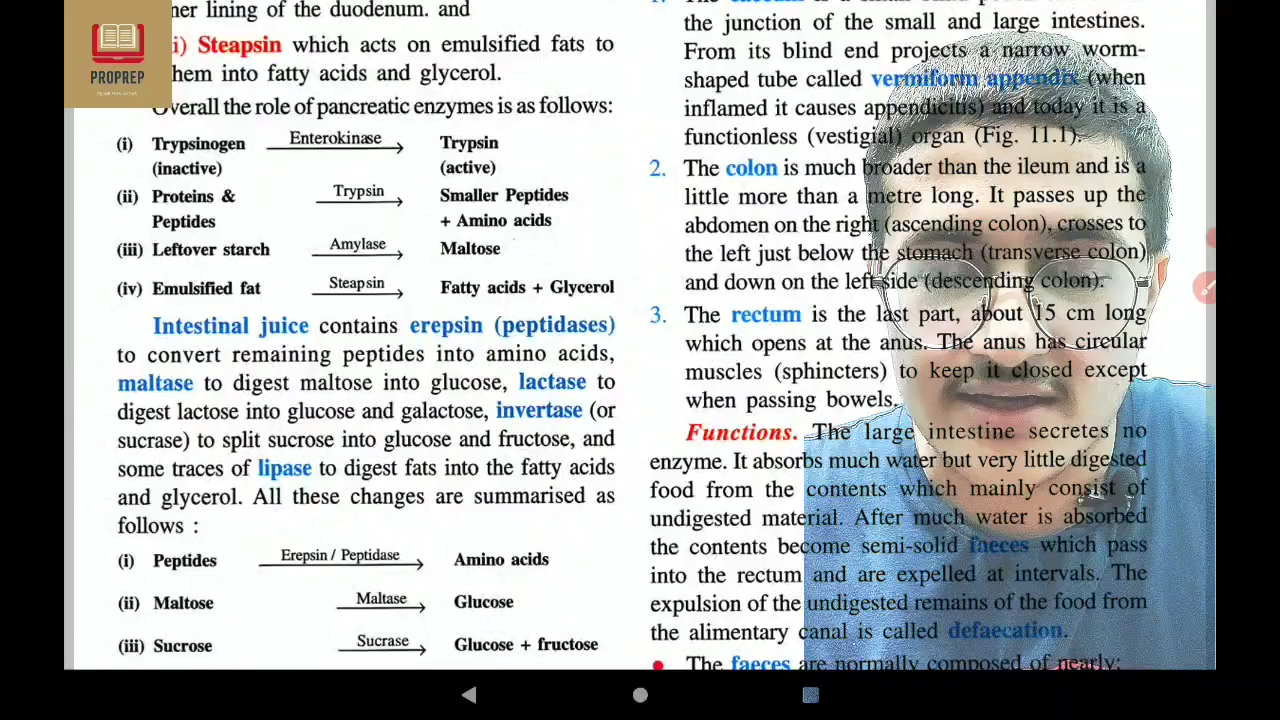 PROPREP
ner lining of the duodenum. and
i) Steapsin which acts on emulsified fats to
hem into fatty acids and glycerol.
Overall the role of pancreatic enzymes is as follows:
(i) Trypsinogen Enterokinase Trypsin
(inactive) (active)
(ii) Proteins & Trypsin Smaller Peptides
Peptides + Amino acids
(iii) Leftover starch Amylase Maltose
(iv) Emulsified fat Steapsin Fatty acids + Glycerol
Intestinal juice contains erepsin (peptidases)
to convert remaining peptides into amino acids,
maltase to digest maltose into glucose, lactase to
digest lactose into glucose and galactose, invertase (or
sucrase) to split sucrose into glucose and fructose, and
some traces of lipase to digest fats into the fatty acids
and glycerol. All these changes are summarised as
follows :
(i) Peptides Erepsin / Peptidase Amino acids
(ii) Maltose Maltase Glucose
(iii) Sucrose Sucrase Glucose + fructose
the junction of the small and large intestines.
From its blind end projects a narrow worm-
shaped tube called vermiform appendix (when
inflamed it causes appendicitis) and today it is a
functionless (vestigial) organ (Fig. 11.1).
2. The colon is much broader than the ileum and is a
little more than a metre long. It passes up the
abdomen on the right (ascending colon), crosses to
the left just below the stomach (transverse colon)
and down on the left side (descending colon).
3. The rectum is the last part, about 15 cm long
which opens at the anus. The anus has circular
muscles (sphincters) to keep it closed except
when passing bowels.
Functions. The large intestine secretes no
enzyme. It absorbs much water but very little digested
food from the contents which mainly consist of
undigested material. After much water is absorbed
the contents become semi-solid faeces which pass
into the rectum and are expelled at intervals. The
expulsion of the undigested remains of the food from
the alimentary canal is called defaecation.
• The faeces are normally composed of nearly: